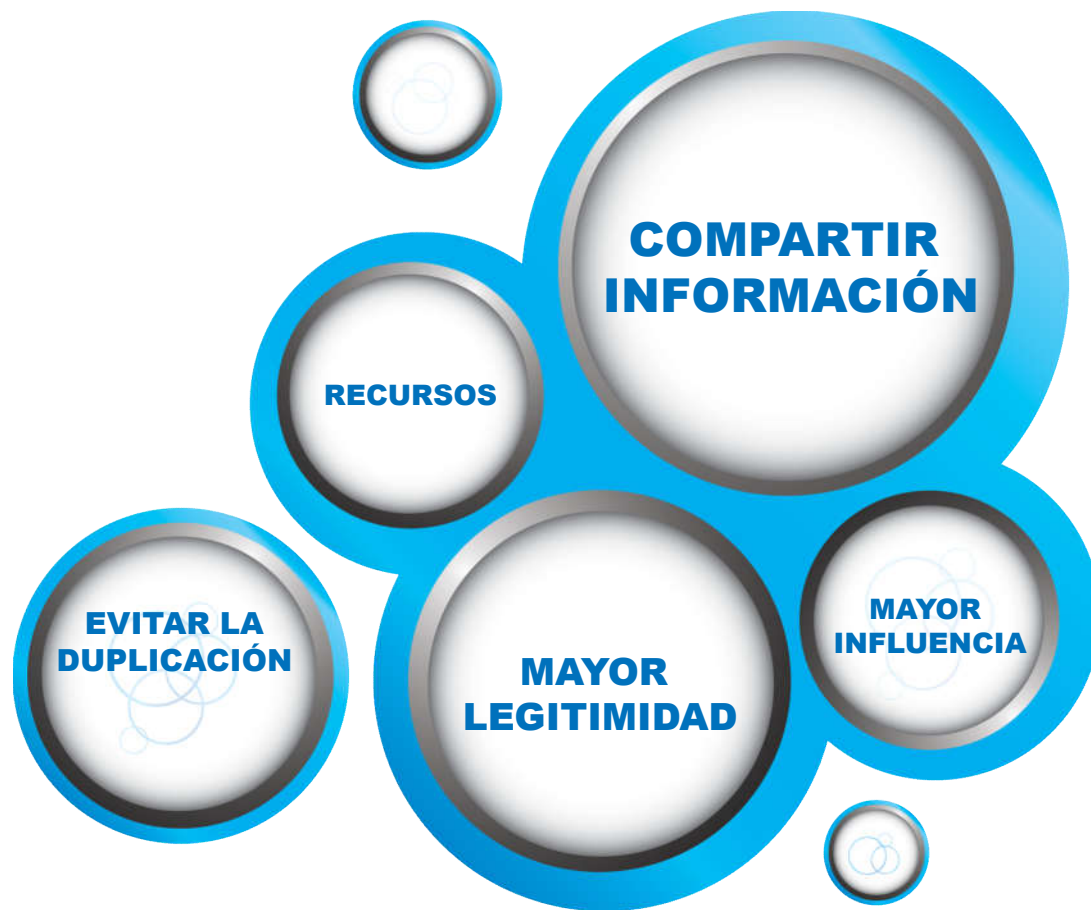 COMPARTIR
INFORMACIÓN
RECURSOS
EVITAR LA
DUPLICACIÓN
MAYOR
LEGITIMIDAD
MAYOR
INFLUENCIA